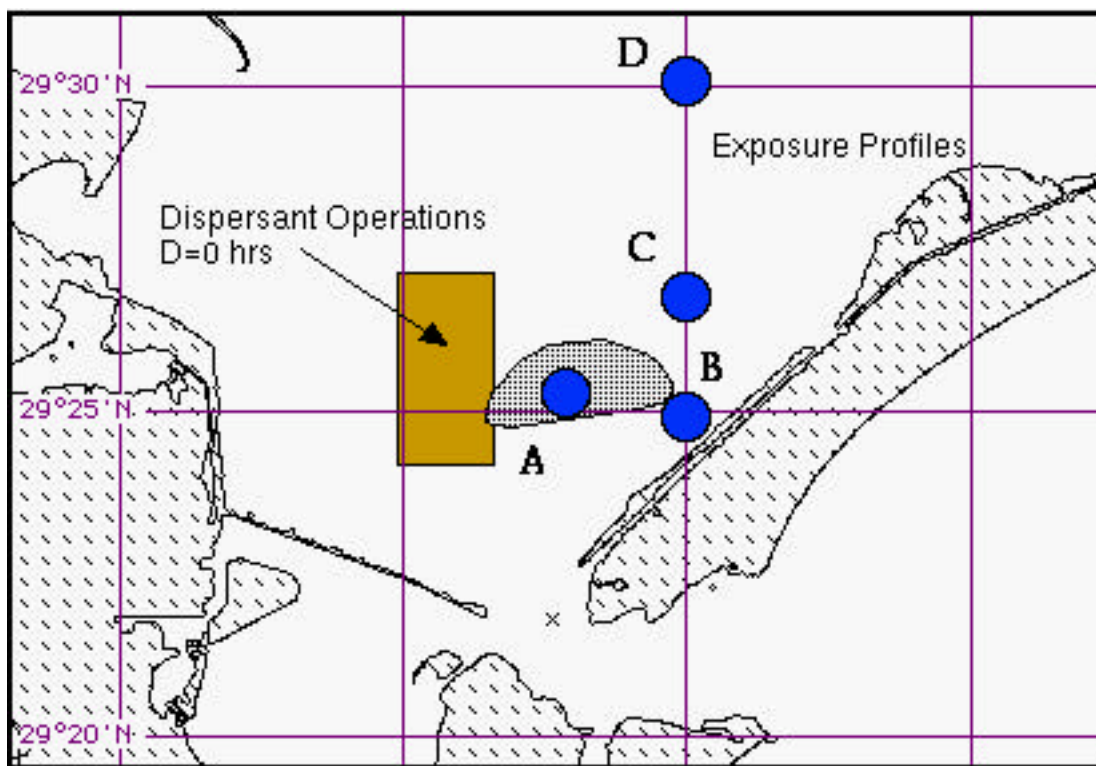 D
29°30'N
Exposure Profiles
Dispersant Operations
D=0 hrs
C
B
29°25'N
A
29°20'N